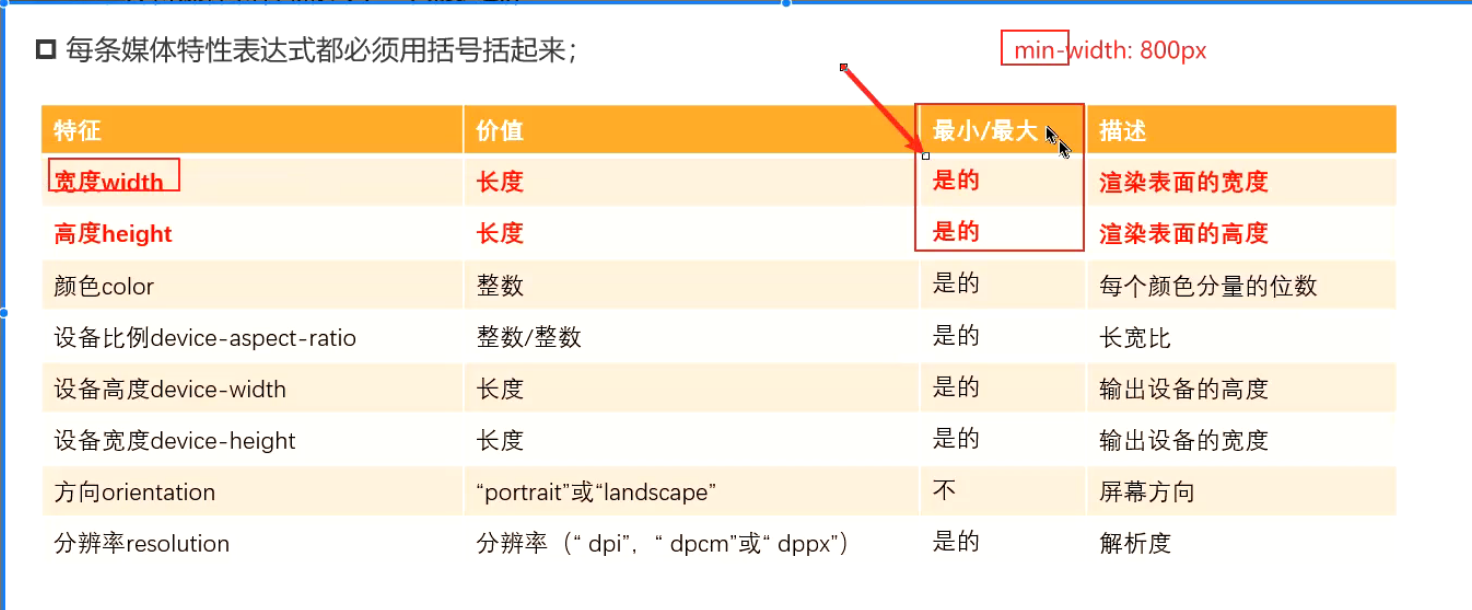 每条媒体特性表达式都必须用括号括起来；
min-width: 800px
特征 价值 最小/最大 描述
宽度width 长度 是的 渲染表面的宽度
高度height 长度 是的 渲染表面的高度
颜色color 整数 是的 每个颜色分量的位数
设备比例device-aspect-ratio 整数/整数 是的 长宽比
设备高度device-width 长度 是的 输出设备的高度
设备宽度device-height 长度 是的 输出设备的宽度
方向orientation “portrait”或“landscape” 不 屏幕方向
分辨率resolution 分辨率（“ dpi”，“ dpcm”或“ dppx”） 是的 解析度